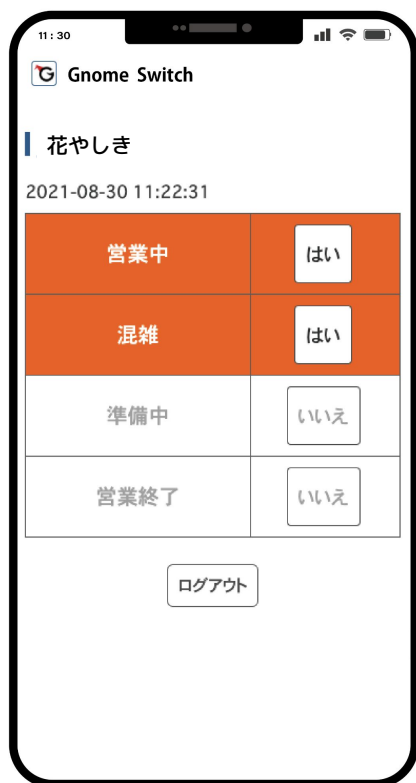 11:30
Gnome Switch
花やしき
2021-08-30 11:22:31
営業中 はい
混雑 はい
準備中 いいえ
営業終了 いいえ
ログアウト